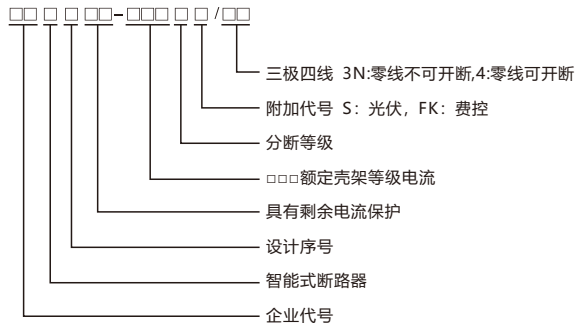 □□ □ □ □□-□□□ □ □ /□□
三极四线 3N:零线不可开断,4:零线可开断
附加代号 S: 光伏, FK: 费控
分断等级
□□□额定壳架等级电流
具有剩余电流保护
设计序号
智能式断路器
企业代号